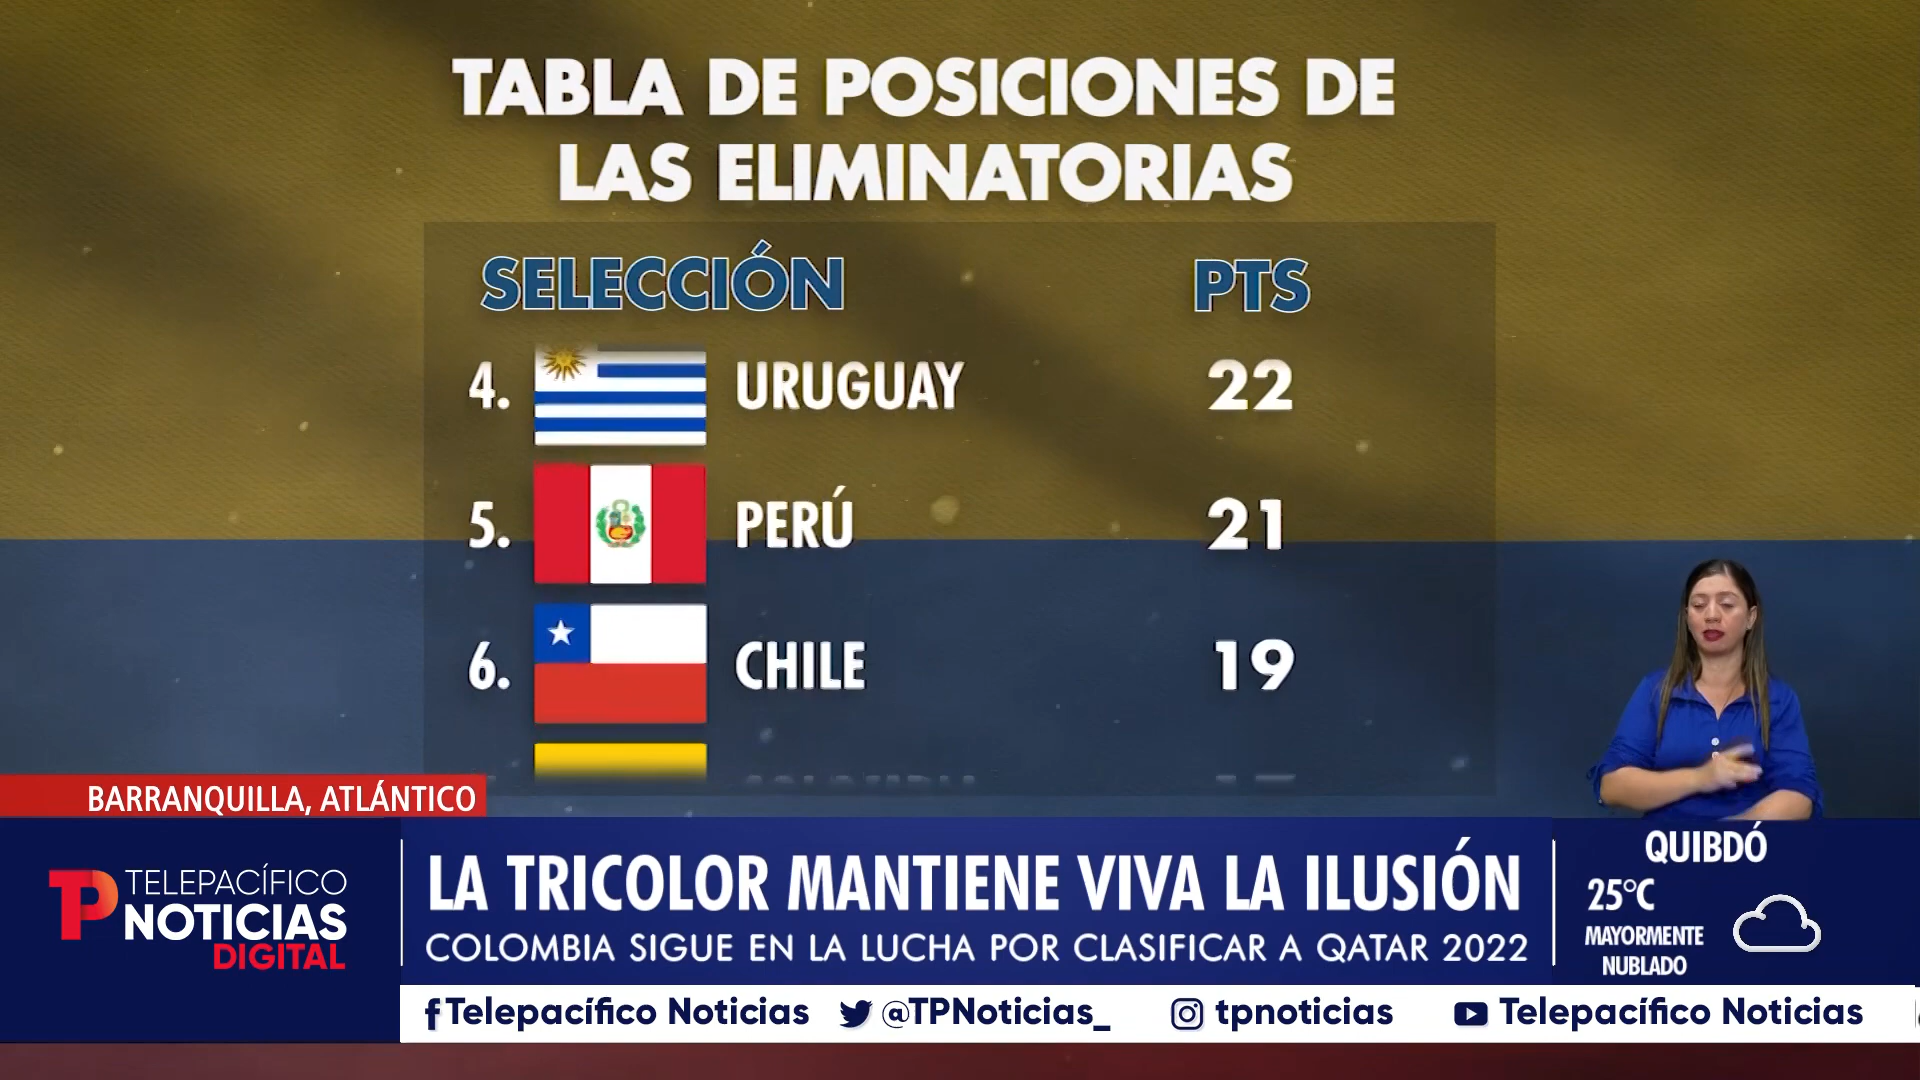 TABLA DE POSICIONES DE
LAS ELIMINATORIAS
SELECCIÓN PTS
4. URUGUAY 22
5. PERÚ 21
6. CHILE 19
BARRANQUILLA, ATLÁNTICO
TP TELEPACÍFICO
NOTICIAS
DIGITAL
LA TRICOLOR MANTIENE VIVA LA ILUSIÓN
COLOMBIA SIGUE EN LA LUCHA POR CLASIFICAR A QATAR 2022
QUIBDÓ
25°C
MAYORMENTE
NUBLADO
Telepacífico Noticias @TPNoticias_ tpnoticias Telepacífico Noticias